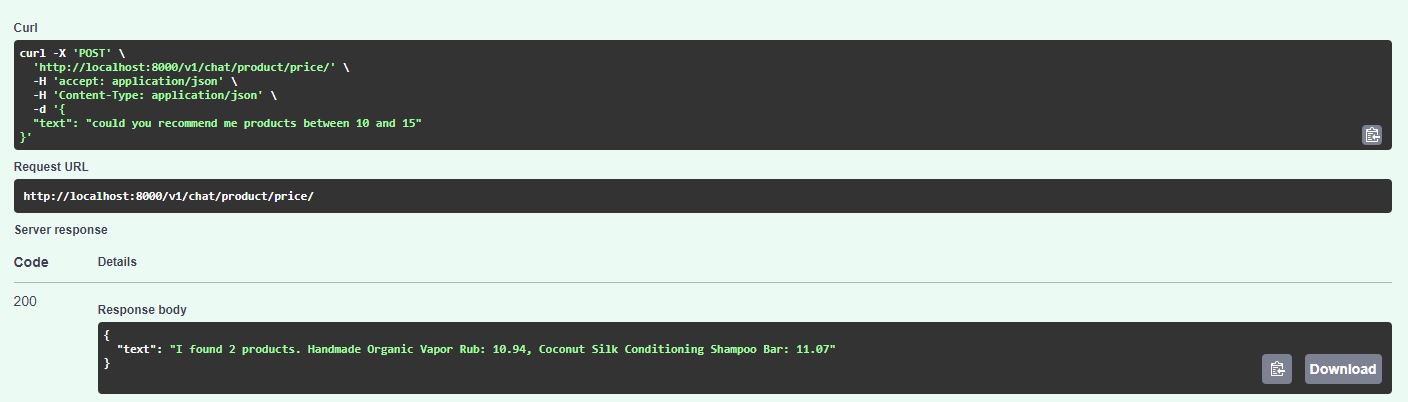 Curl
curl -X 'POST' \
  'http://localhost:8000/v1/chat/product/price/' \
  -H 'accept: application/json' \
  -H 'Content-Type: application/json' \
  -d '{
  "text": "could you recommend me products between 10 and 15"
}'
Request URL
http://localhost:8000/v1/chat/product/price/
Server response
Code Details
200
Response body
{
  "text": "I found 2 products. Handmade Organic Vapor Rub: 10.94, Coconut Silk Conditioning Shampoo Bar: 11.07"
}
Download